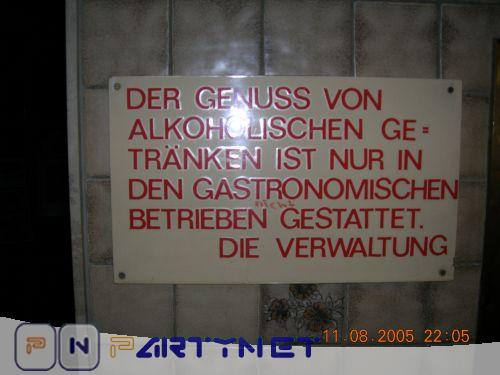 DER GENUSS VON
ALKOHOLISCHEN GE=
TRÄNKEN IST NUR IN
DEN GASTRONOMISCHEN
nicht
BETRIEBEN GESTATTET.
DIE VERWALTUNG
11.08.2005 22:05
P N PARTYNET